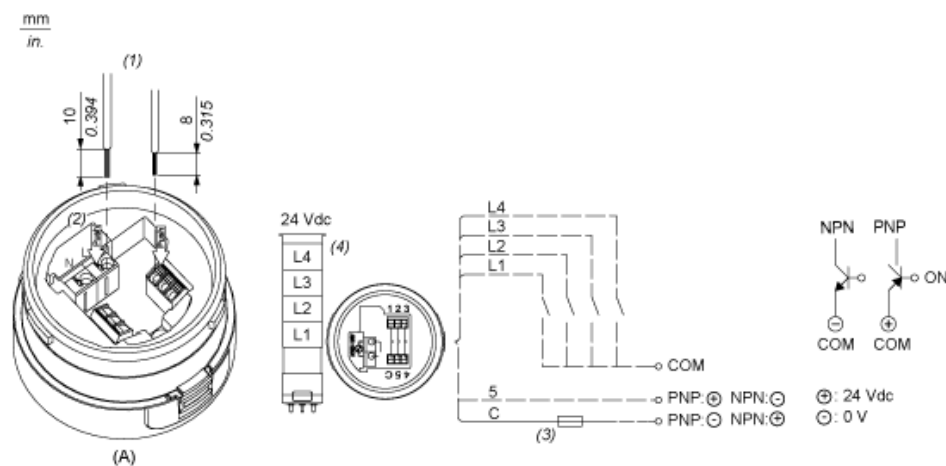 mm
in.
(1)
10
0.394
8
0.315
(2)
N
L
24 Vdc
(4)
L4
L3
L2
L1
1 2 3
4 5 C
L4
L3
L2
L1
COM
5
PNP: ⊕ NPN: ⊖
C
(3)
PNP: ⊖ NPN: ⊕
NPN PNP
ON
⊖ ⊕
COM COM
⊕: 24 Vdc
⊖: 0 V
(A)